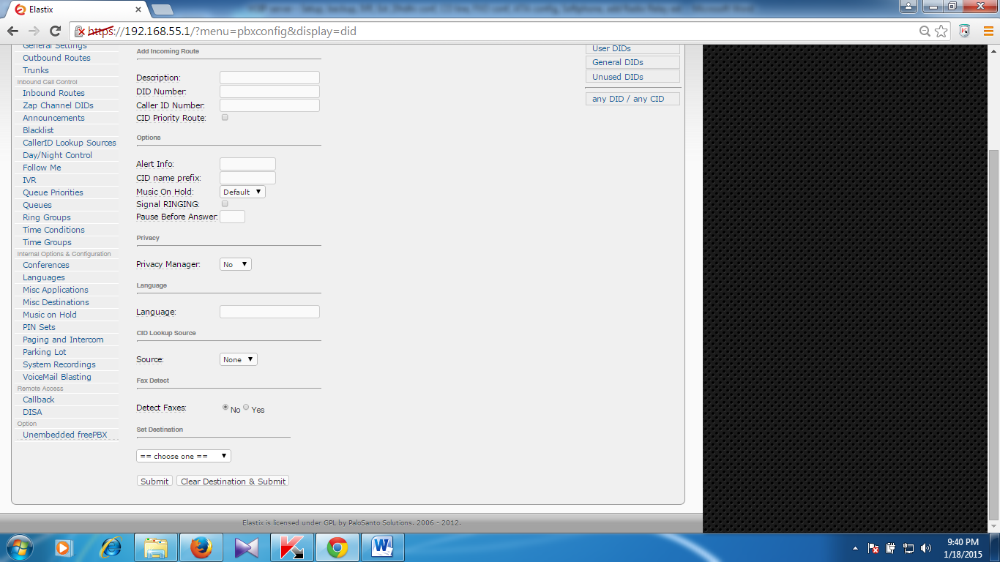 Elastix
https://192.168.55.1/?menu=pbxconfig&display=did
General Settings
Outbound Routes
Trunks
Inbound Call Control
Inbound Routes
Zap Channel DIDs
Announcements
Blacklist
CallerID Lookup Sources
Day/Night Control
Follow Me
IVR
Queue Priorities
Queues
Ring Groups
Time Conditions
Time Groups
Internal Options & Configuration
Conferences
Languages
Misc Applications
Misc Destinations
Music on Hold
PIN Sets
Paging and Intercom
Parking Lot
System Recordings
VoiceMail Blasting
Remote Access
Callback
DISA
Option
Unembedded freePBX
Add Incoming Route
Description:
DID Number:
Caller ID Number:
CID Priority Route:
Options
Alert Info:
CID name prefix:
Music On Hold: Default
Signal RINGING:
Pause Before Answer:
Privacy
Privacy Manager: No
Language
Language:
CID Lookup Source
Source: None
Fax Detect
Detect Faxes: No Yes
Set Destination
== choose one ==
Submit Clear Destination & Submit
User DIDs
General DIDs
Unused DIDs
any DID / any CID
Elastix is licensed under GPL by PaloSanto Solutions. 2006 - 2012.
9:40 PM
1/18/2015